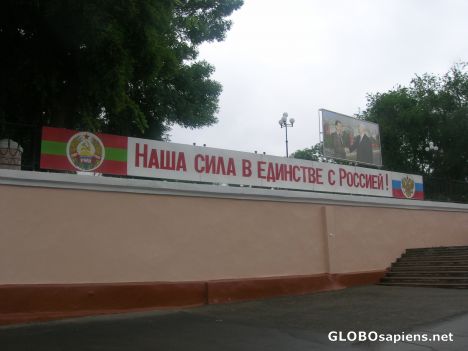 Наша сила в единстве с Россией!
GLOBOsapiens.net